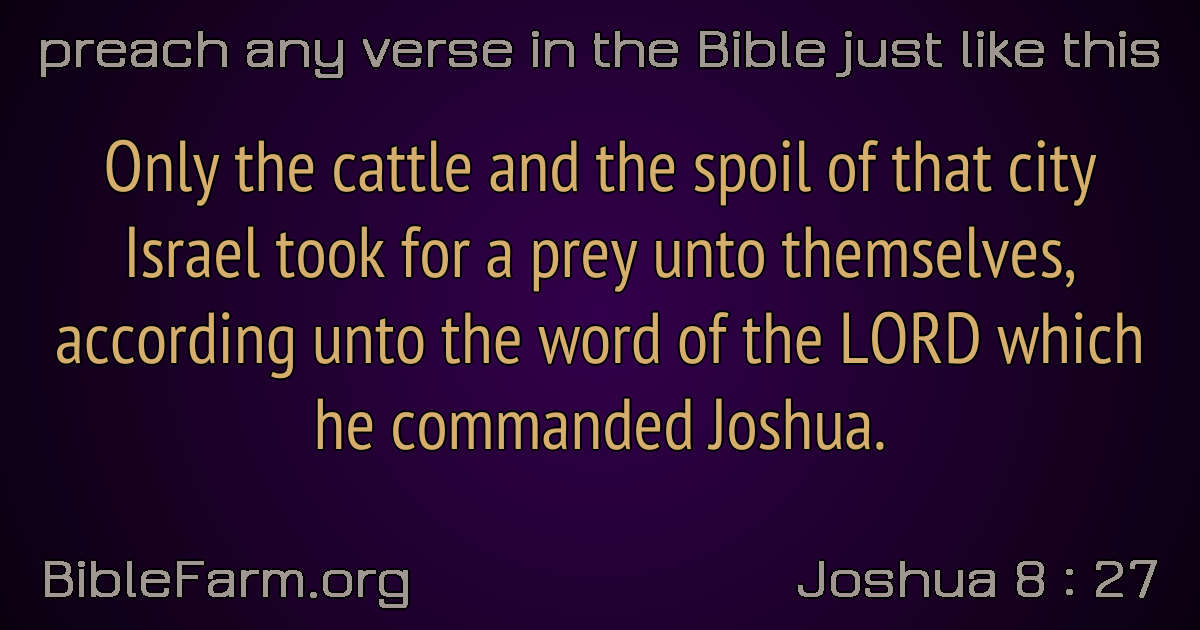 preach any verse in the Bible just like this
Only the cattle and the spoil of that city
Israel took for a prey unto themselves,
according unto the word of the LORD which
he commanded Joshua.
BibleFarm.org
Joshua 8 : 27